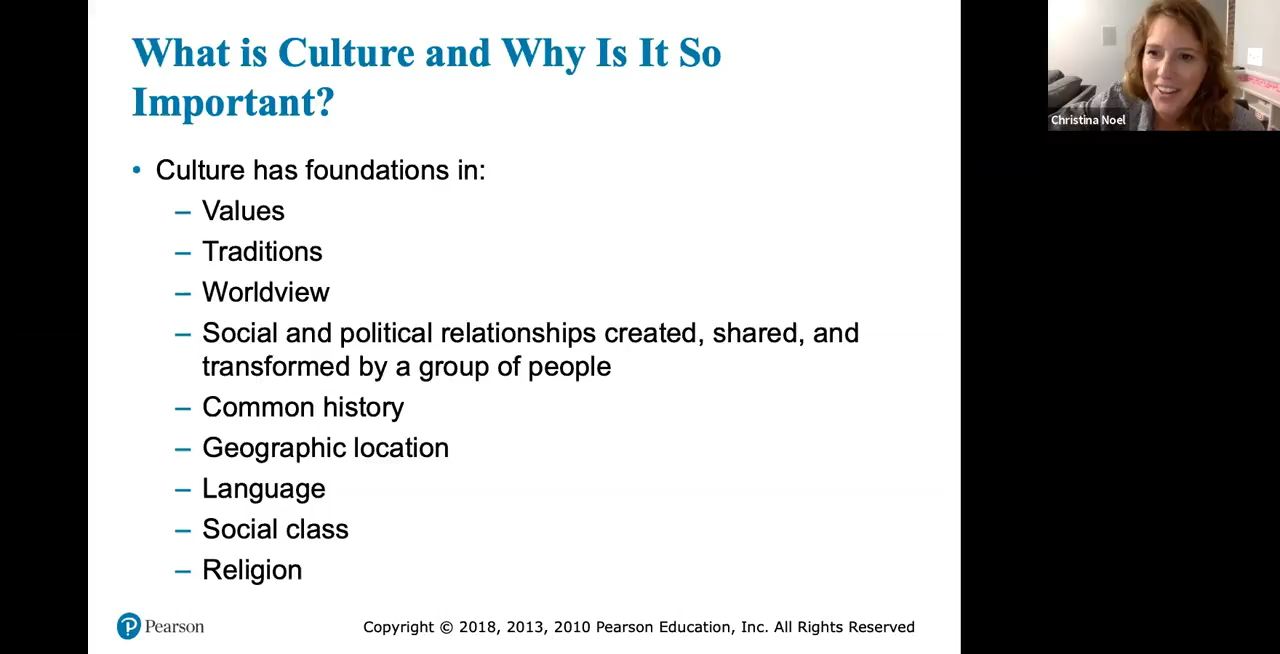 What is Culture and Why Is It So
Important?
• Culture has foundations in:
– Values
– Traditions
– Worldview
– Social and political relationships created, shared, and
transformed by a group of people
– Common history
– Geographic location
– Language
– Social class
– Religion
P Pearson
Copyright © 2018, 2013, 2010 Pearson Education, Inc. All Rights Reserved
Christina Noel